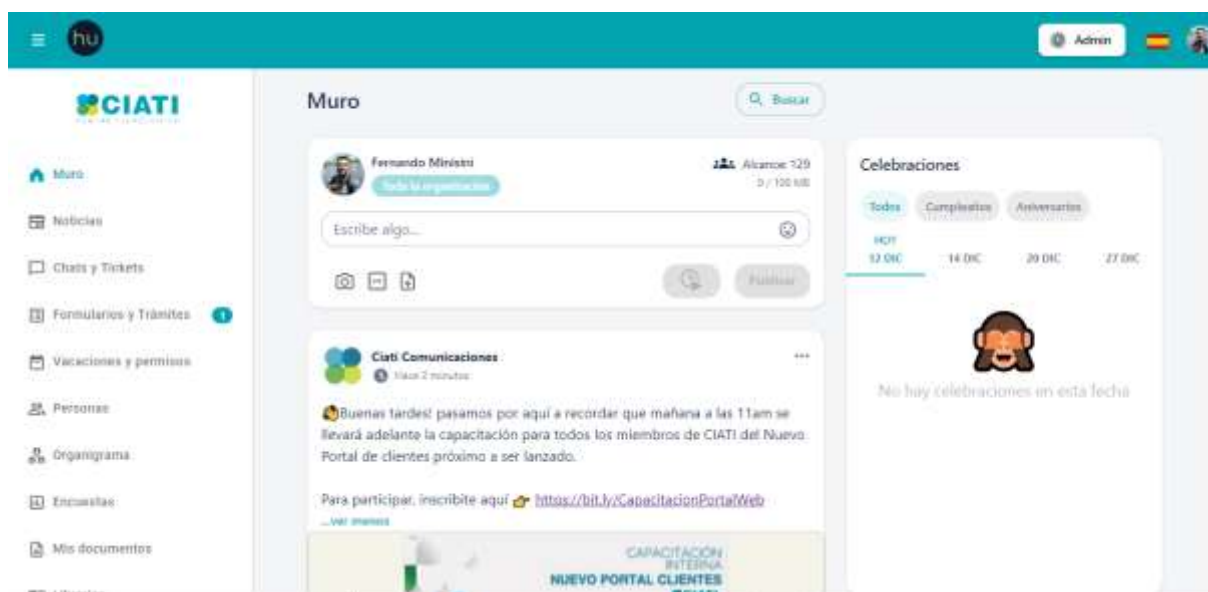 hu
Admin
CIATI
Muro
Noticias
Chats y Tickets
Formularios y Trámites 1
Vacaciones y permisos
Personas
Organigrama
Encuestas
Mis documentos
Muro
Buscar
Fernando Ministri
Alcance 129
Toda la organización
0 / 100 MB
Escribe algo...
Publicar
Ciati Comunicaciones
Hace 2 minutos
Buenas tardes! pasamos por aquí a recordar que mañana a las 11am se
llevará adelante la capacitación para todos los miembros de CIATI del Nuevo
Portal de clientes próximo a ser lanzado.
Para participar, inscribite aquí https://bit.ly/CapacitacionPortalWeb
...ver menos
CAPACITACIÓN
INTERNA
NUEVO PORTAL CLIENTES
Celebraciones
Todos Cumpleaños Aniversarios
HOY
12 DIC 14 DIC 20 DIC 27 DIC
No hay celebraciones en esta fecha